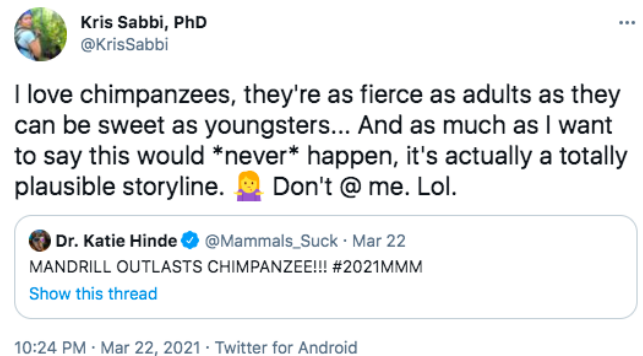 Kris Sabbi, PhD
@KrisSabbi
I love chimpanzees, they're as fierce as adults as they
can be sweet as youngsters... And as much as I want
to say this would *never* happen, it's actually a totally
plausible storyline. 🤷‍♀️ Don't @ me. Lol.
Dr. Katie Hinde @Mammals_Suck · Mar 22
MANDRILL OUTLASTS CHIMPANZEE!!! #2021MMM
Show this thread
10:24 PM · Mar 22, 2021 · Twitter for Android